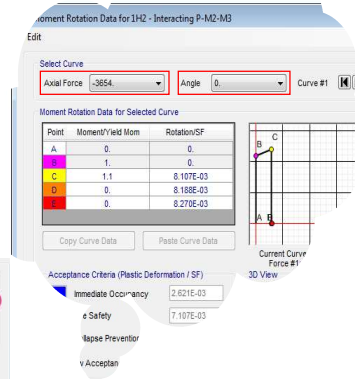 Moment Rotation Data for 1H2 - Interacting P-M2-M3
Edit
Select Curve
Axial Force -3654. Angle 0. Curve #1
Moment Rotation Data for Selected Curve
Point Moment/Yield Mom Rotation/SF
A 0. 0.
B 1. 0.
C 1.1 8.107E-03
D 0. 8.188E-03
E 0. 8.270E-03
B C
A
Copy Curve Data Paste Curve Data
Current Curve
Force #1
Acceptance Criteria (Plastic Deformation / SF) 3D View
Immediate Occupancy 2.621E-03
e Safety 7.107E-03
llapse Prevention
Acceptan